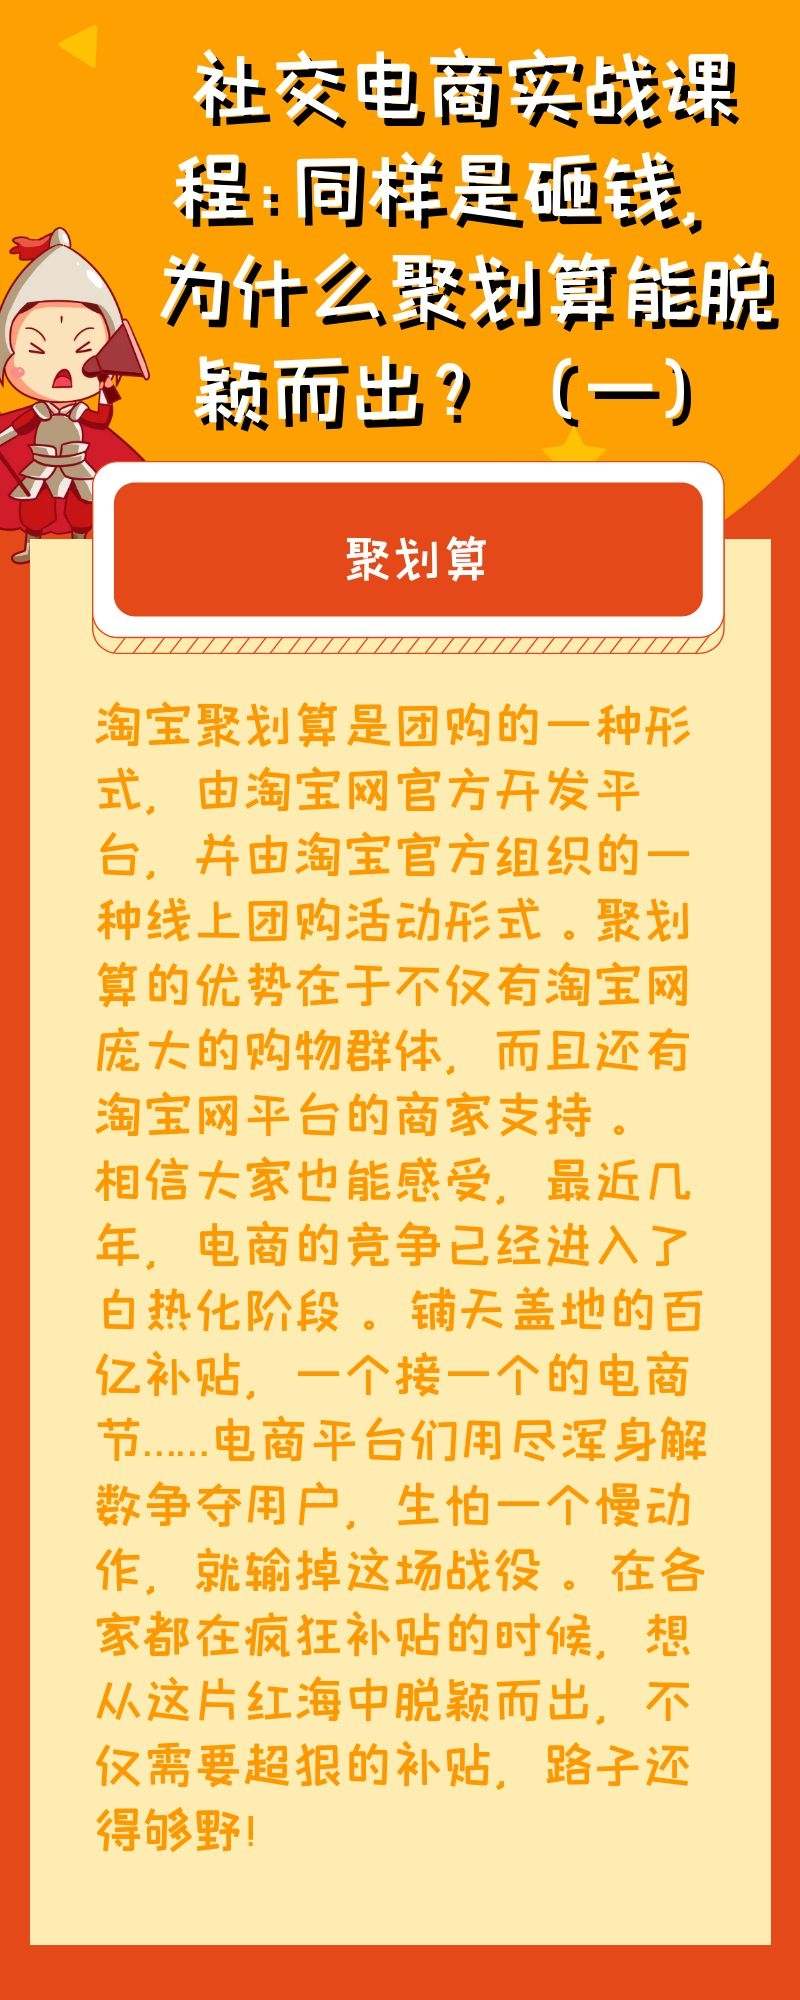 社交电商实战课
程:同样是砸钱,
为什么聚划算能脱
颖而出？（一）
聚划算
淘宝聚划算是团购的一种形
式，由淘宝网官方开发平
台，并由淘宝官方组织的一
种线上团购活动形式。聚划
算的优势在于不仅有淘宝网
庞大的购物群体，而且还有
淘宝网平台的商家支持。
相信大家也能感受，最近几
年，电商的竞争已经进入了
白热化阶段。铺天盖地的百
亿补贴，一个接一个的电商
节……电商平台们用尽浑身解
数争夺用户，生怕一个慢动
作，就输掉这场战役。在各
家都在疯狂补贴的时候，想
从这片红海中脱颖而出，不
仅需要超狠的补贴，路子还
得够野！